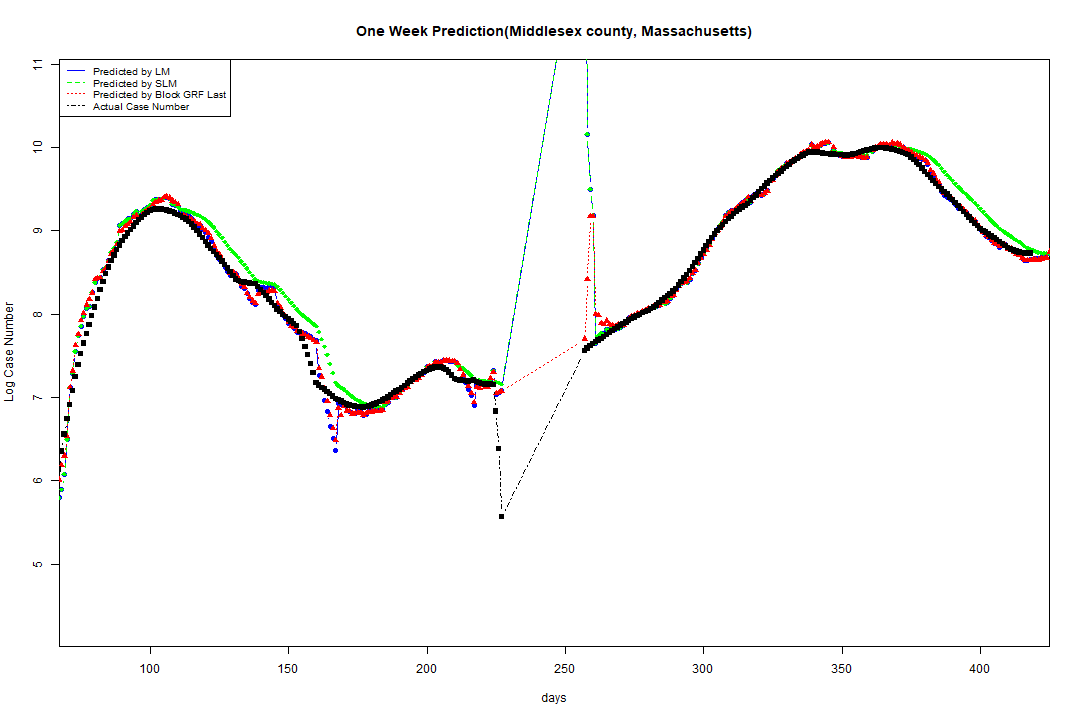 One Week Prediction(Middlesex county, Massachusetts)
Predicted by LM
Predicted by SLM
Predicted by Block GRF Last
Actual Case Number
Log Case Number
11
10
9
8
7
6
5
100 150 200 250 300 350 400
days